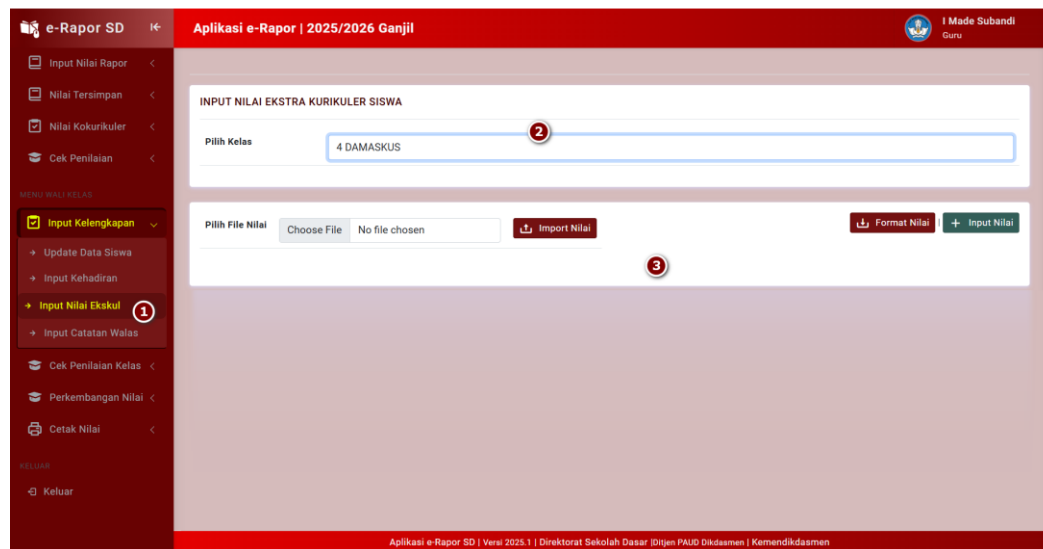 e-Rapor SD
Aplikasi e-Rapor | 2025/2026 Ganjil
I Made Subandi
Guru
Input Nilai Rapor
Nilai Tersimpan
Nilai Kokurikuler
Cek Penilaian
MENU WALI KELAS
Input Kelengkapan
Update Data Siswa
Input Kehadiran
Input Nilai Ekskul
1
Input Catatan Walas
Cek Penilaian Kelas
Perkembangan Nilai
Cetak Nilai
KELUAR
Keluar
INPUT NILAI EKSTRA KURIKULER SISWA
2
Pilih Kelas
4 DAMASKUS
Pilih File Nilai
Choose File No file chosen
Import Nilai
Format Nilai | + Input Nilai
3
Aplikasi e-Rapor SD | Versi 2025.1 | Direktorat Sekolah Dasar |Ditjen PAUD Dikdasmen | Kemendikdasmen